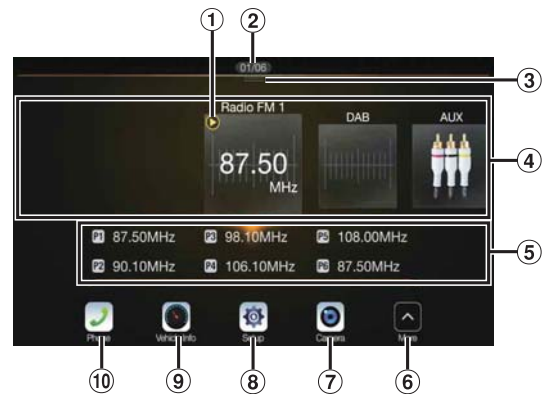 1 2
01/06
3
Radio FM 1 DAB AUX
87.50
MHz
4
P1 87.50MHz P3 98.10MHz P5 108.00MHz
P2 90.10MHz P4 106.10MHz P6 87.50MHz
5
Phone Vehicle Info Setup Camera More
10 9 8 7 6